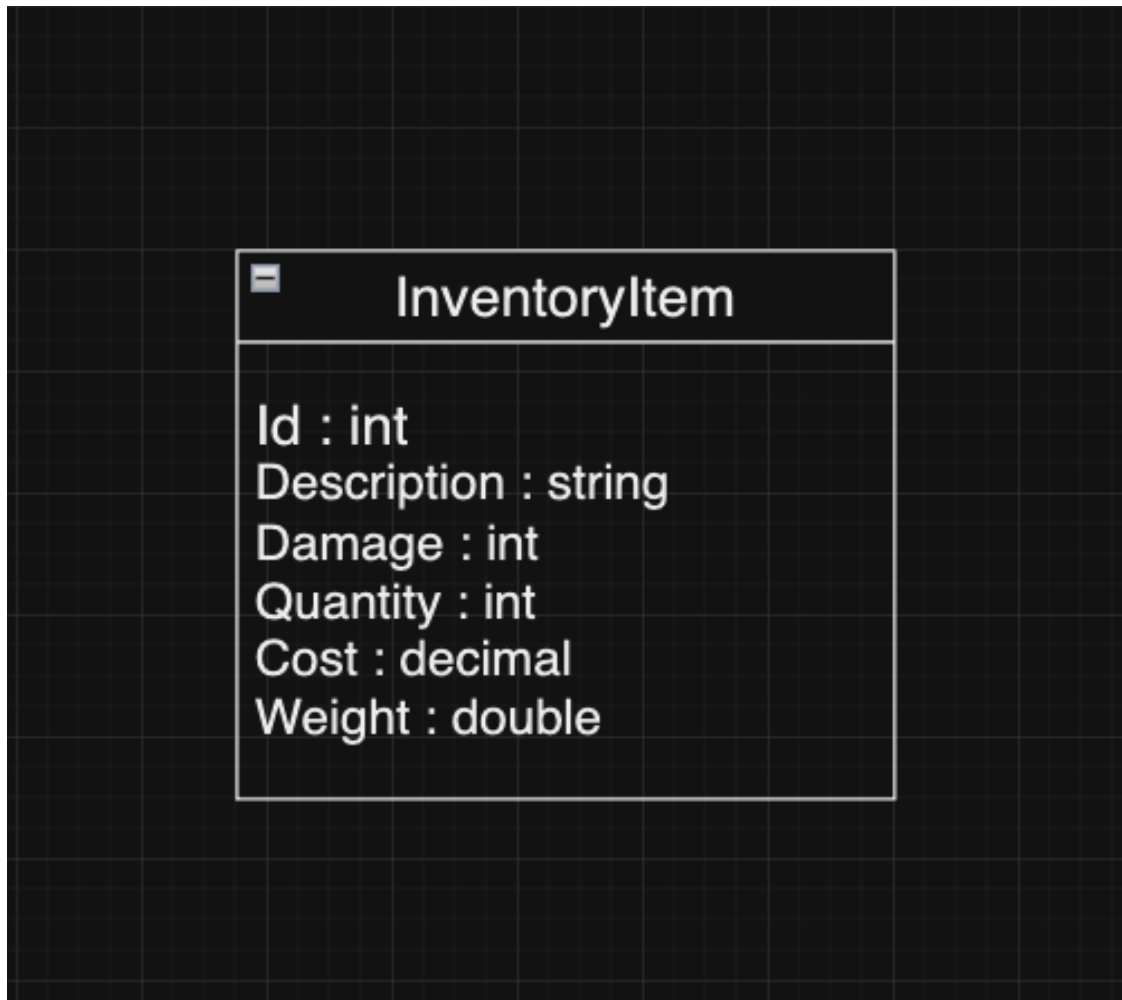 InventoryItem
Id : int
Description : string
Damage : int
Quantity : int
Cost : decimal
Weight : double